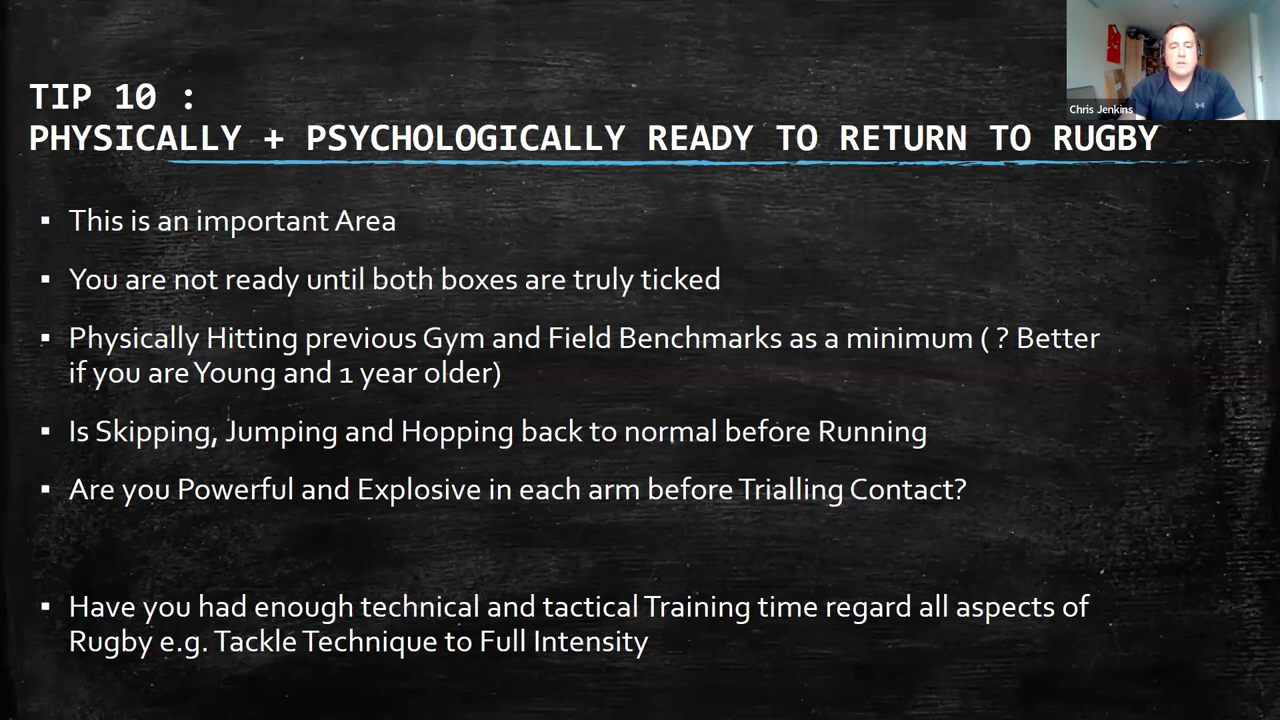 TIP 10 :
PHYSICALLY + PSYCHOLOGICALLY READY TO RETURN TO RUGBY
Chris Jenkins
▪ This is an important Area
▪ You are not ready until both boxes are truly ticked
▪ Physically Hitting previous Gym and Field Benchmarks as a minimum ( ? Better
if you are Young and 1 year older)
▪ Is Skipping, Jumping and Hopping back to normal before Running
▪ Are you Powerful and Explosive in each arm before Trialling Contact?
▪ Have you had enough technical and tactical Training time regard all aspects of
Rugby e.g. Tackle Technique to Full Intensity